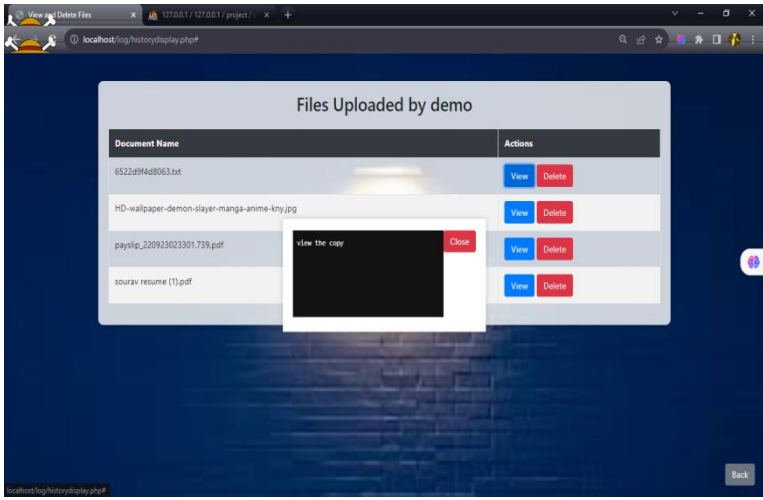 View and Delete Files
127.0.0.1 / 127.0.0.1 / project /
localhost/log/historydisplay.php#
Files Uploaded by demo
Document Name Actions
6522d9f4d8063.txt View Delete
HD-wallpaper-demon-slayer-manga-anime-kny.jpg View Delete
payslip_220923023301.739.pdf View Delete
sourav resume (1).pdf View Delete
view the copy
Close
Back
localhost/log/historydisplay.php#